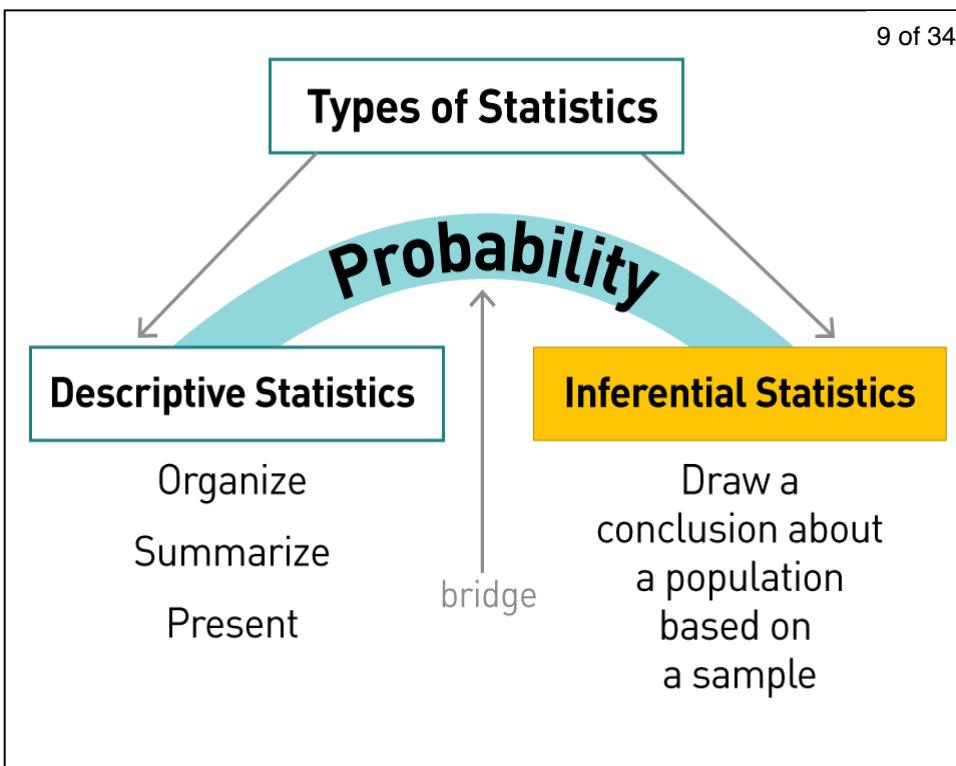 9 of 34
Types of Statistics
Probability
Descriptive Statistics
Organize
Summarize
Present
bridge
Inferential Statistics
Draw a
conclusion about
a population
based on
a sample